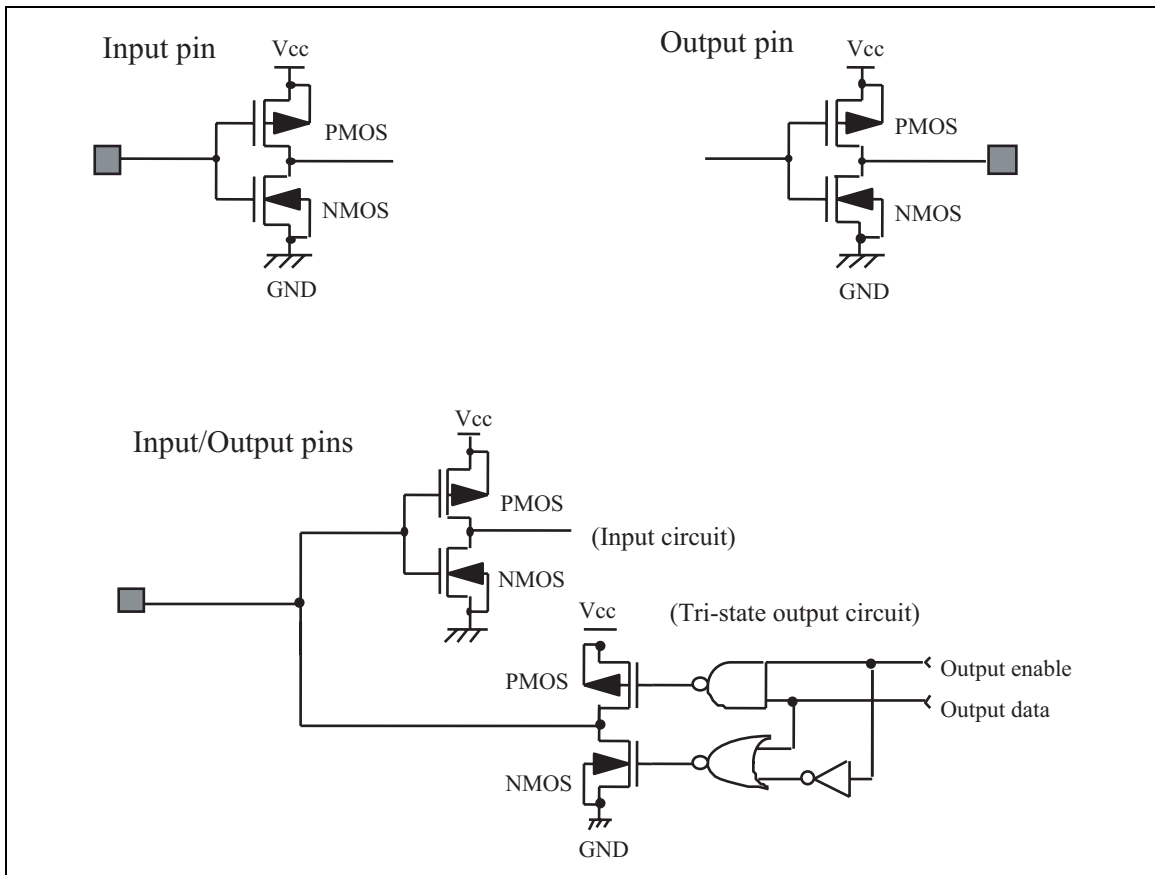 Input pin
Vcc
PMOS
NMOS
GND
Output pin
Vcc
PMOS
NMOS
GND
Input/Output pins
Vcc
PMOS
(Input circuit)
NMOS
Vcc
(Tri-state output circuit)
PMOS
Output enable
Output data
NMOS
GND